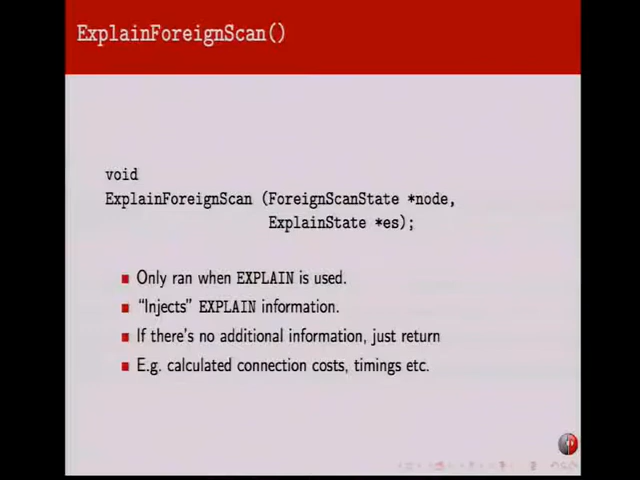 ExplainForeignScan()
void
ExplainForeignScan (ForeignScanState *node,
ExplainState *es);
Only ran when EXPLAIN is used.
“Injects” EXPLAIN information.
If there's no additional information, just return
E.g. calculated connection costs, timings etc.